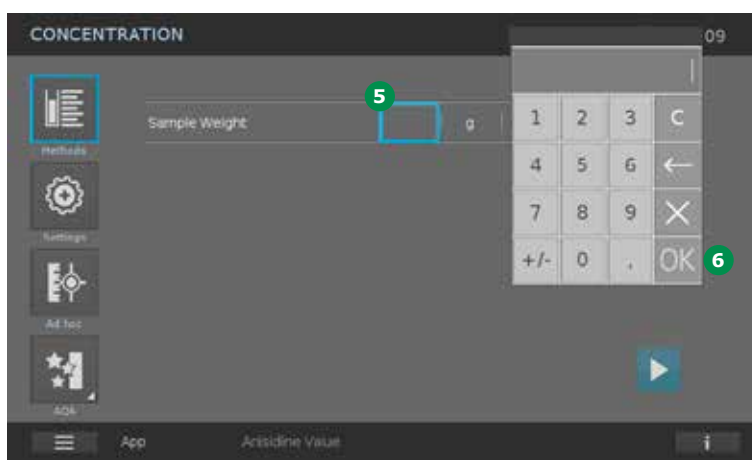 CONCENTRATION 09
5
Sample Weight g
Methods
Settings
Ad hoc
AQA
1 2 3 C
4 5 6 ←
7 8 9 X
+/- 0 . OK 6
App Anisidine Value i